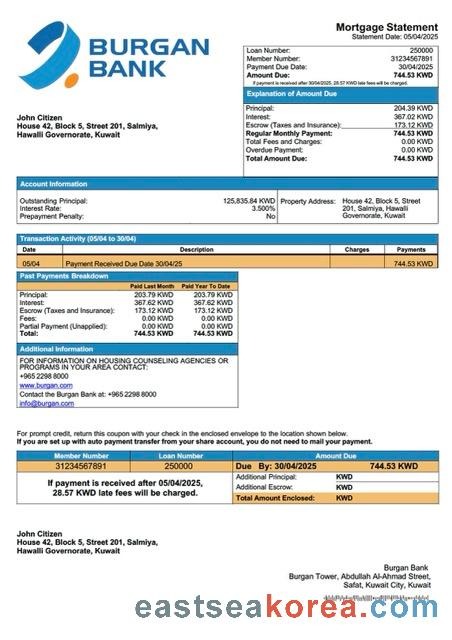 BURGAN
BANK
Mortgage Statement
Statement Date: 05/04/2025
Loan Number: 250000
Member Number: 31234567891
Payment Due Date: 30/04/2025
Amount Due: 744.53 KWD
If payment is received after 30/04/2025, 28.57 KWD late fees will be charged.
Explanation of Amount Due
Principal: 204.39 KWD
Interest: 367.02 KWD
Escrow (Taxes and Insurance): 173.12 KWD
Regular Monthly Payment: 744.53 KWD
Total Fees and Charges: 0.00 KWD
Overdue Payment: 0.00 KWD
Total Amount Due: 744.53 KWD
John Citizen
House 42, Block 5, Street 201, Salmiya,
Hawalli Governorate, Kuwait
Account Information
Outstanding Principal: 125,835.84 KWD Property Address: House 42, Block 5, Street
Interest Rate: 3.500% 201, Salmiya, Hawalli
Prepayment Penalty: No Governorate, Kuwait
Transaction Activity (05/04 to 30/04)
Date Description Charges Payments
05/04 Payment Received Due Date 30/04/25 744.53 KWD
Past Payments Breakdown
Paid Last Month Paid Year To Date
Principal: 203.79 KWD 203.79 KWD
Interest: 367.62 KWD 367.62 KWD
Escrow (Taxes and Insurance): 173.12 KWD 173.12 KWD
Fees: 0.00 KWD 0.00 KWD
Partial Payment (Unapplied): 0.00 KWD 0.00 KWD
Total: 744.53 KWD 744.53 KWD
Additional Information
FOR INFORMATION ON HOUSING COUNSELING AGENCIES OR
PROGRAMS IN YOUR AREA CONTACT:
+965 2298 8000
www.burgan.com
Contact the Burgan Bank at: +965 2298 8000
info@burgan.com
For prompt credit, return this coupon with your check in the enclosed envelope to the location shown below.
If you are set up with auto payment transfer from your share account, you do not need to mail your payment.
Member Number Loan Number Amount Due
31234567891 250000 Due By: 30/04/2025 744.53 KWD
If payment is received after 05/04/2025,
28.57 KWD late fees will be charged.
Additional Principal: KWD
Additional Escrow: KWD
Total Amount Enclosed: KWD
John Citizen
House 42, Block 5, Street 201, Salmiya,
Hawalli Governorate, Kuwait
Burgan Bank
Burgan Tower, Abdullah Al-Ahmad Street,
Safat, Kuwait City, Kuwait
eastseakorea.com